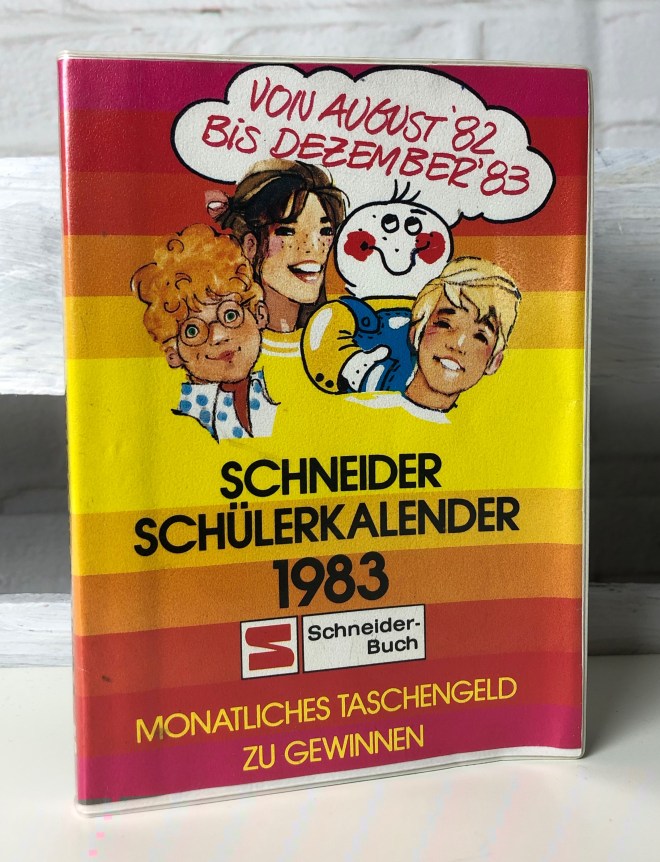 VON AUGUST '82
BIS DEZEMBER '83
SCHNEIDER
SCHÜLERKALENDER
1983
Schneider-
Buch
MONATLICHES TASCHENGELD
ZU GEWINNEN